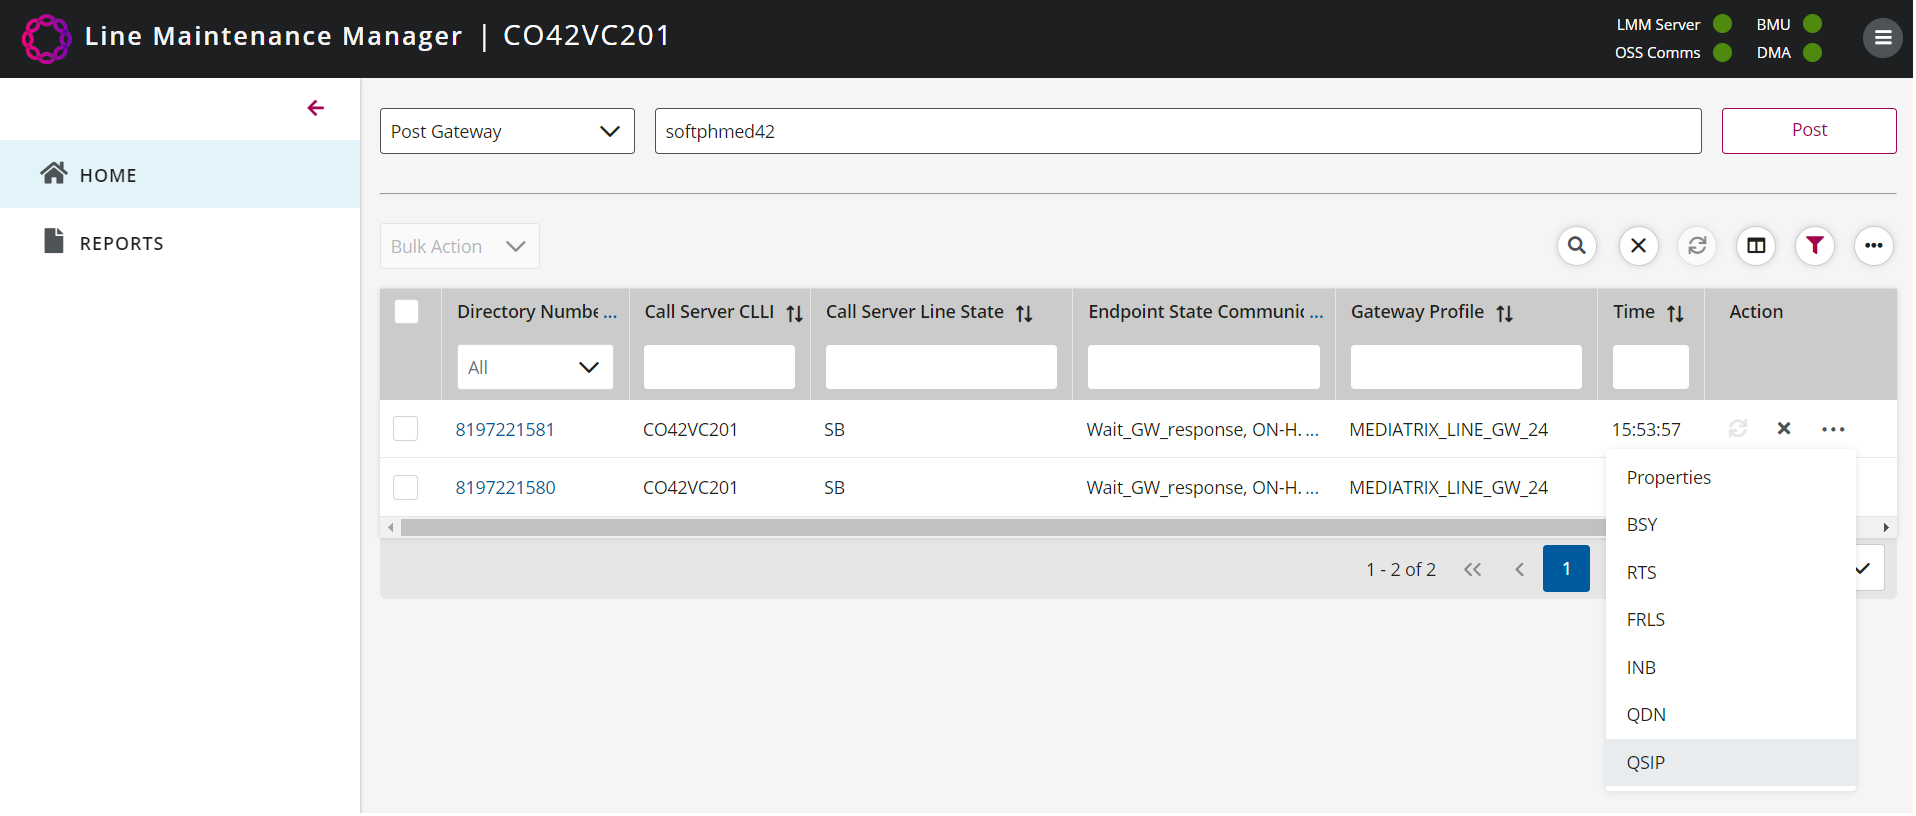 Line Maintenance Manager | CO42VC201
LMM Server BMU
OSS Comms DMA
Post Gateway softphmed42 Post
HOME
REPORTS
Bulk Action
Directory Numbe... Call Server CLLI Call Server Line State Endpoint State Communic... Gateway Profile Time Action
All
8197221581 CO42VC201 SB Wait_GW_response, ON-H. ... MEDIATRIX_LINE_GW_24 15:53:57
8197221580 CO42VC201 SB Wait_GW_response, ON-H. ... MEDIATRIX_LINE_GW_24
1 - 2 of 2 1
Properties
BSY
RTS
FRLS
INB
QDN
QSIP